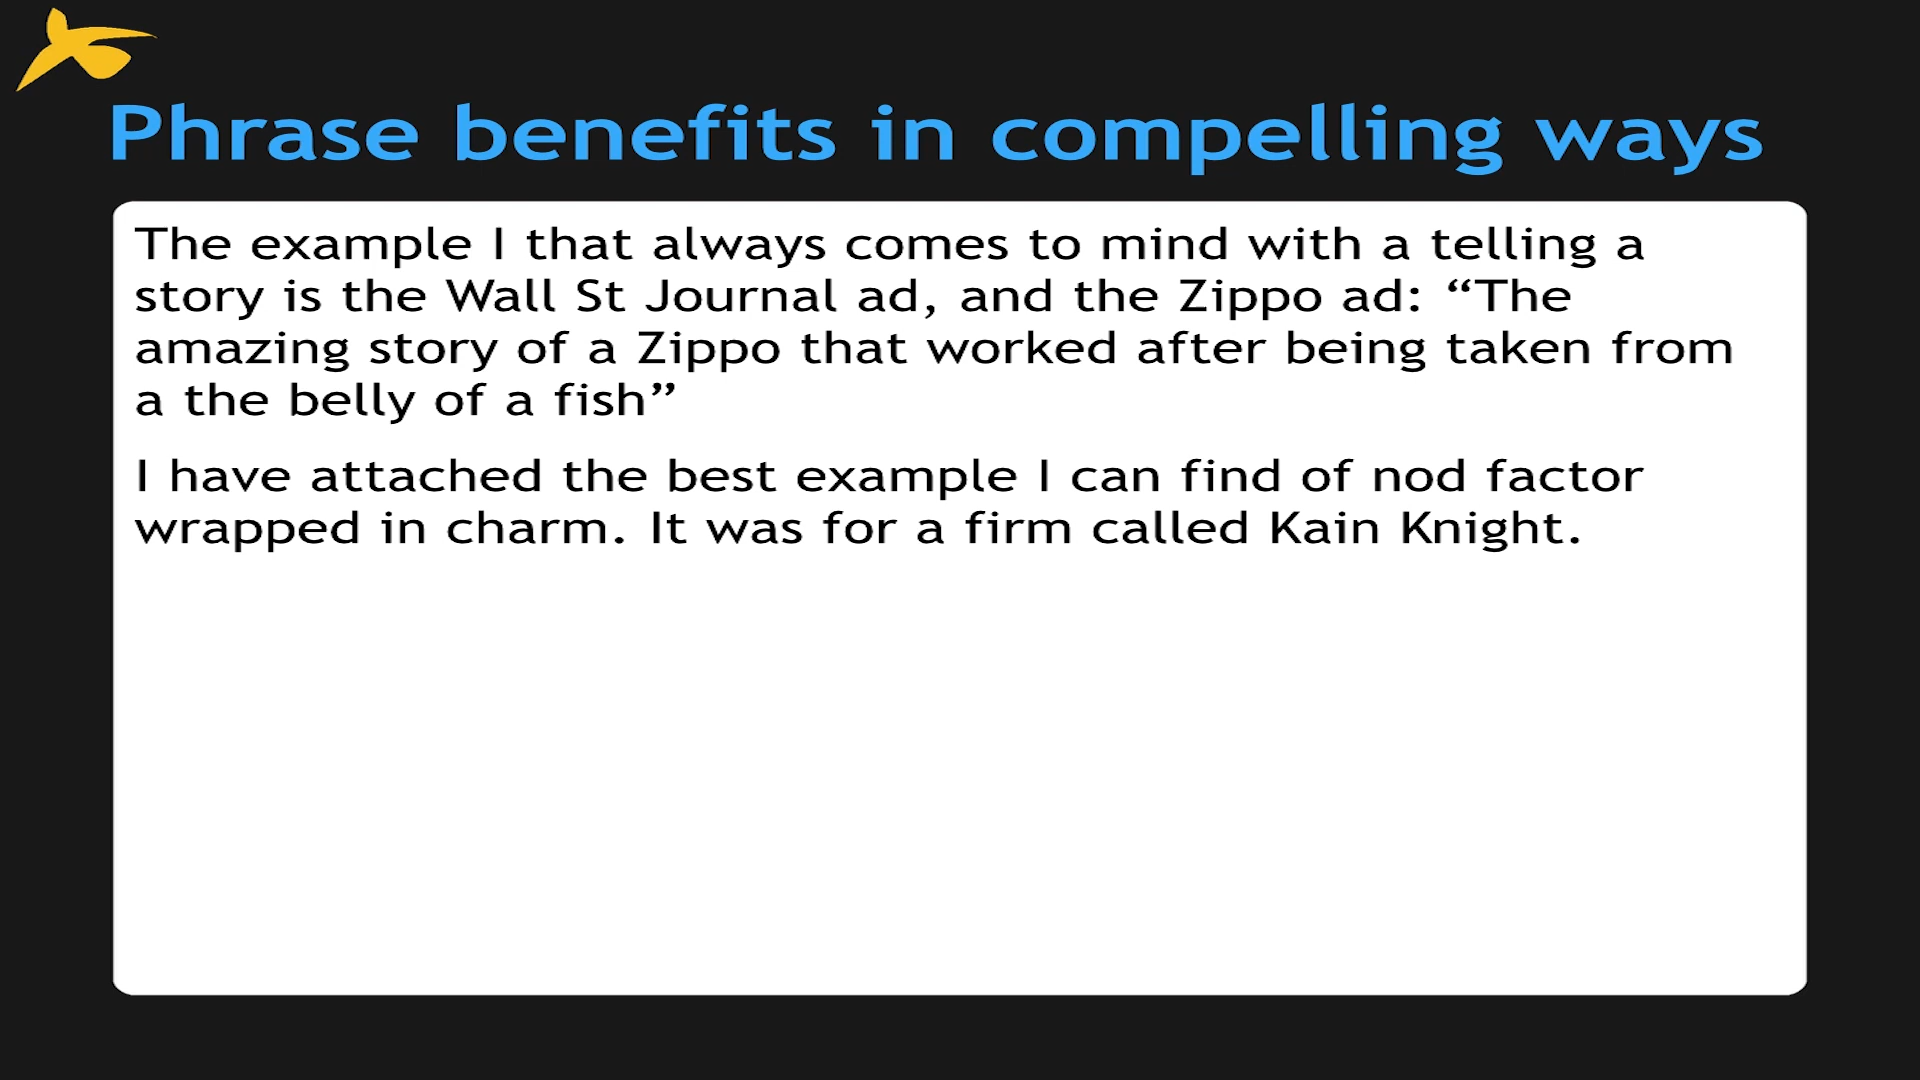 Phrase benefits in compelling ways
The example I that always comes to mind with a telling a
story is the Wall St Journal ad, and the Zippo ad: “The
amazing story of a Zippo that worked after being taken from
a the belly of a fish”
I have attached the best example I can find of nod factor
wrapped in charm. It was for a firm called Kain Knight.